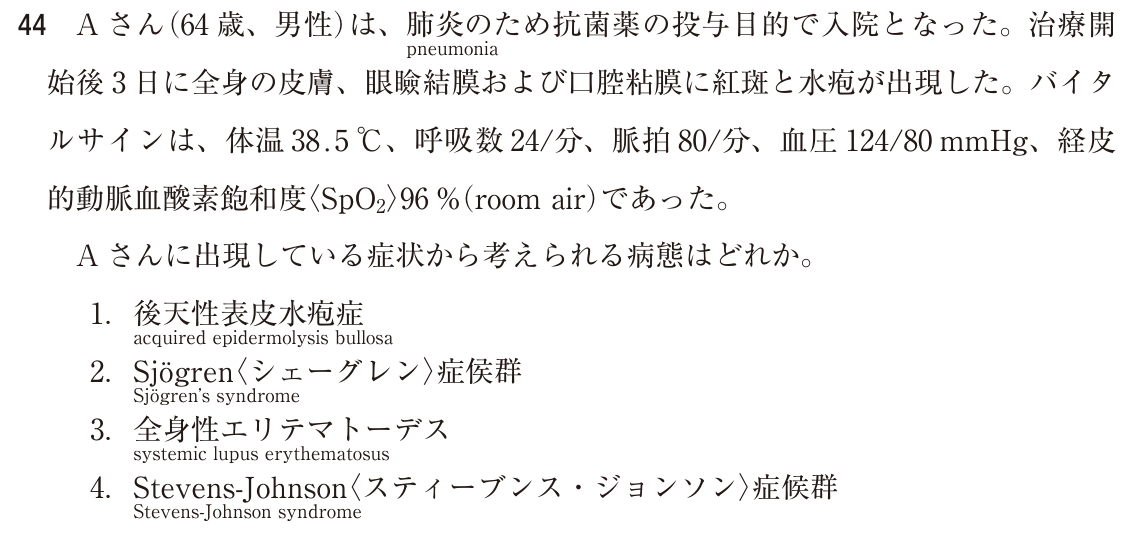 44 Aさん(64歳、男性)は、肺炎のため抗菌薬の投与目的で入院となった。治療開
pneumonia
始後3日に全身の皮膚、眼瞼結膜および口腔粘膜に紅斑と水疱が出現した。バイタ
ルサインは、体温38.5℃、呼吸数24/分、脈拍80/分、血圧124/80 mmHg、経皮
的動脈血酸素飽和度〈SpO₂〉96 %(room air)であった。
Aさんに出現している症状から考えられる病態はどれか。
1. 後天性表皮水疱症
acquired epidermolysis bullosa
2. Sjögren〈シェーグレン〉症候群
Sjögren's syndrome
3. 全身性エリテマトーデス
systemic lupus erythematosus
4. Stevens-Johnson〈スティーブンス・ジョンソン〉症候群
Stevens-Johnson syndrome